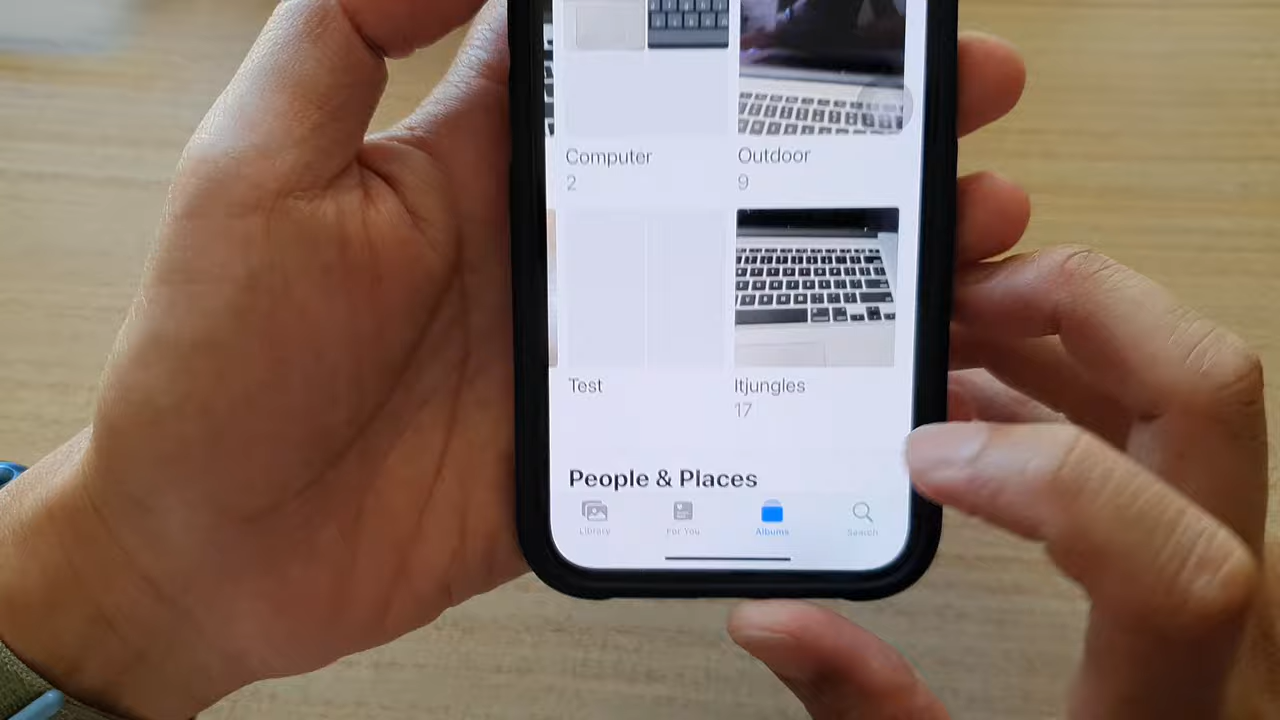 Computer Outdoor
2 9
Test Itjungles
17
People & Places
Library For You Albums Search